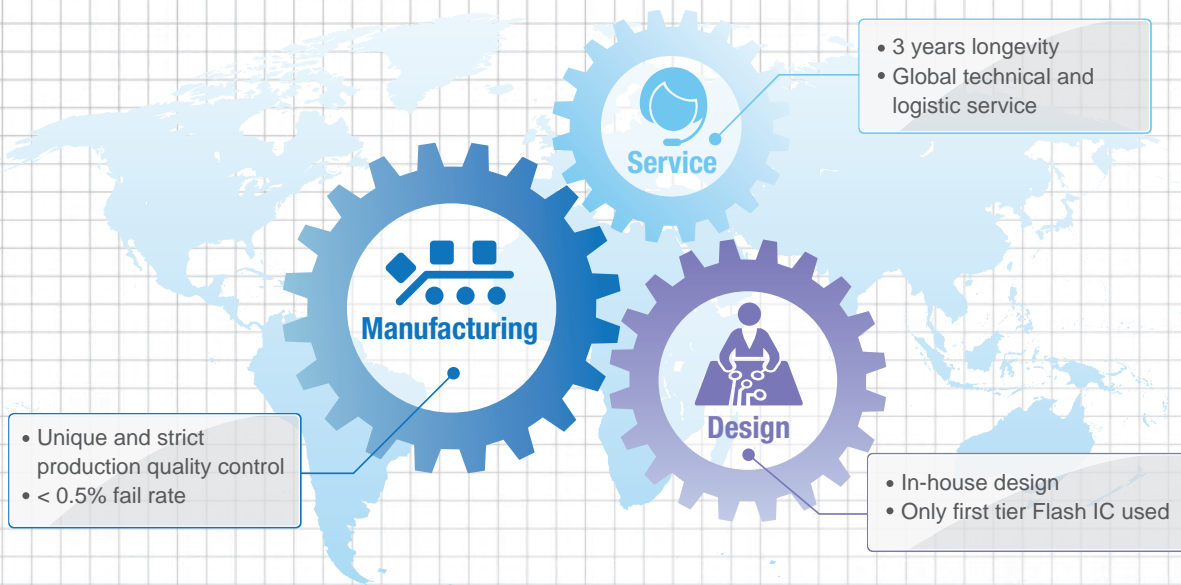 • 3 years longevity
• Global technical and
logistic service
Service
Manufacturing
• Unique and strict
production quality control
• < 0.5% fail rate
Design
• In-house design
• Only first tier Flash IC used